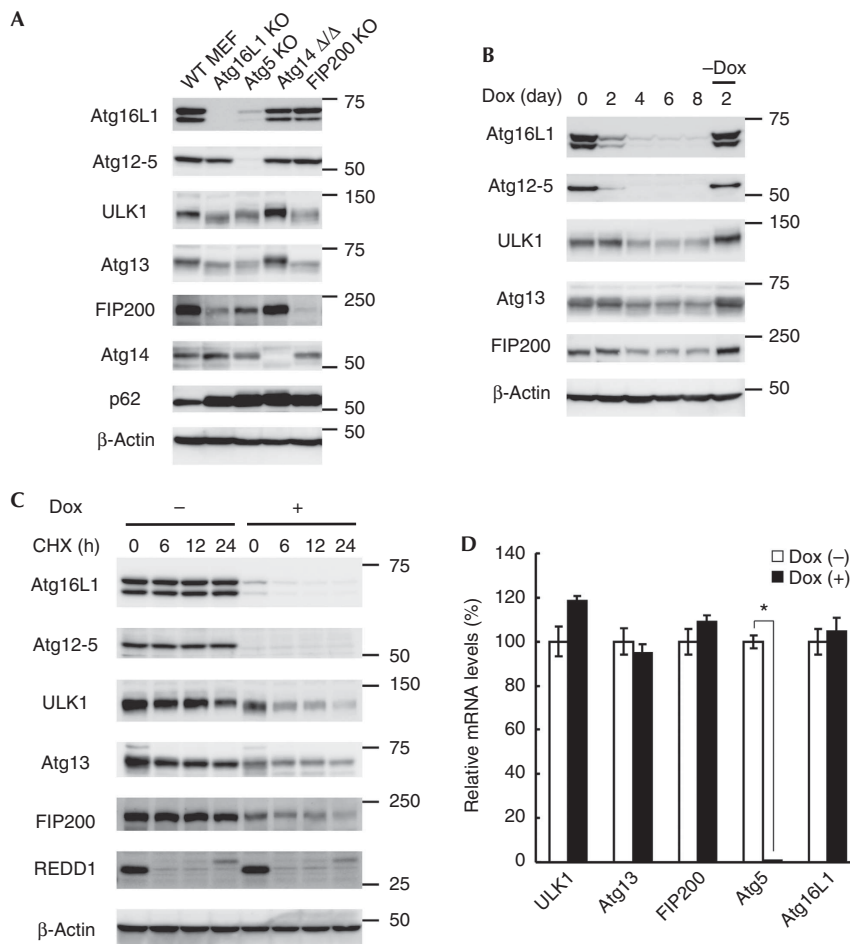 A
WT MEF
Atg16L1 KO
Atg5 KO
Atg14 Δ/Δ
FIP200 KO
Atg16L1
75
Atg12-5
50
ULK1
150
Atg13
75
FIP200
250
Atg14
50
p62
50
β-Actin
50
B
–Dox
Dox (day) 0 2 4 6 8 2
Atg16L1
75
Atg12-5
50
ULK1
150
Atg13
75
FIP200
250
β-Actin
50
C
Dox – +
CHX (h) 0 6 12 24 0 6 12 24
Atg16L1
75
Atg12-5
50
ULK1
150
Atg13
75
FIP200
250
REDD1
25
β-Actin
50
D
Relative mRNA levels (%)
140
120
100
80
60
40
20
0
Dox (–)
Dox (+)
*
ULK1
Atg13
FIP200
Atg5
Atg16L1